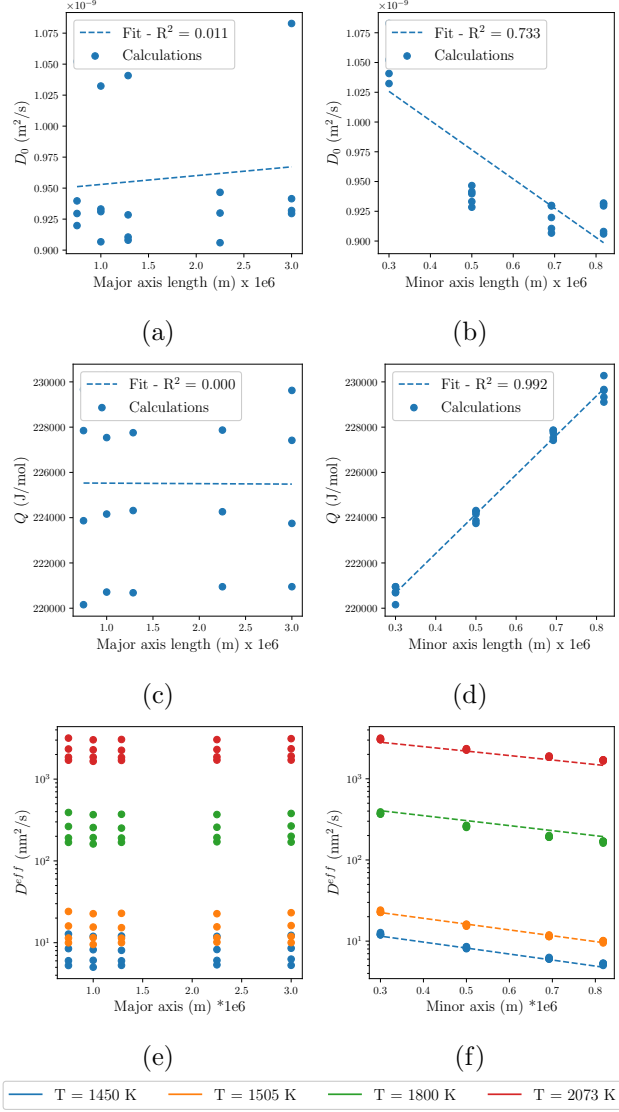 ×10⁻⁹
1.075
1.050
1.025
1.000
0.975
0.950
0.925
0.900
D₀ (m²/s)
Fit - R² = 0.011
Calculations
1.0 1.5 2.0 2.5 3.0
Major axis length (m) x 1e6
(a)
×10⁻⁹
1.075
1.050
1.025
1.000
0.975
0.950
0.925
0.900
D₀ (m²/s)
Fit - R² = 0.733
Calculations
0.3 0.4 0.5 0.6 0.7 0.8
Minor axis length (m) x 1e6
(b)
230000
228000
226000
224000
222000
220000
Q (J/mol)
Fit - R² = 0.000
Calculations
1.0 1.5 2.0 2.5 3.0
Major axis length (m) x 1e6
(c)
230000
228000
226000
224000
222000
220000
Q (J/mol)
Fit - R² = 0.992
Calculations
0.3 0.4 0.5 0.6 0.7 0.8
Minor axis length (m) x 1e6
(d)
10³
10²
10¹
D^{eff} (nm²/s)
1.0 1.5 2.0 2.5 3.0
Major axis (m) *1e6
(e)
10³
10²
10¹
D^{eff} (nm²/s)
0.3 0.4 0.5 0.6 0.7 0.8
Minor axis (m) *1e6
(f)
T = 1450 K T = 1505 K T = 1800 K T = 2073 K